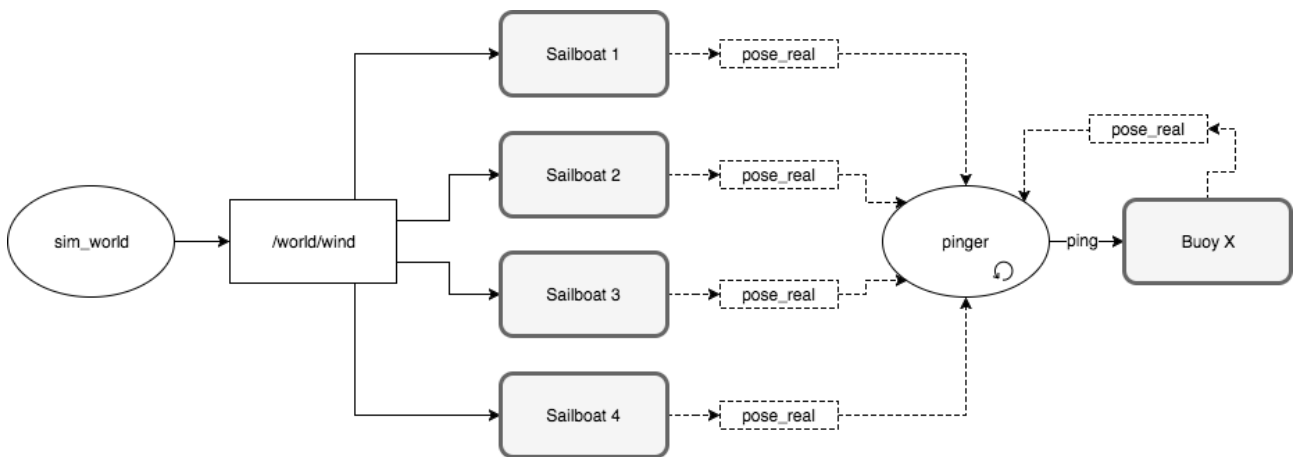 Sailboat 1
pose_real
pose_real
Sailboat 2
pose_real
sim_world
/world/wind
pinger
ping
Buoy X
Sailboat 3
pose_real
Sailboat 4
pose_real